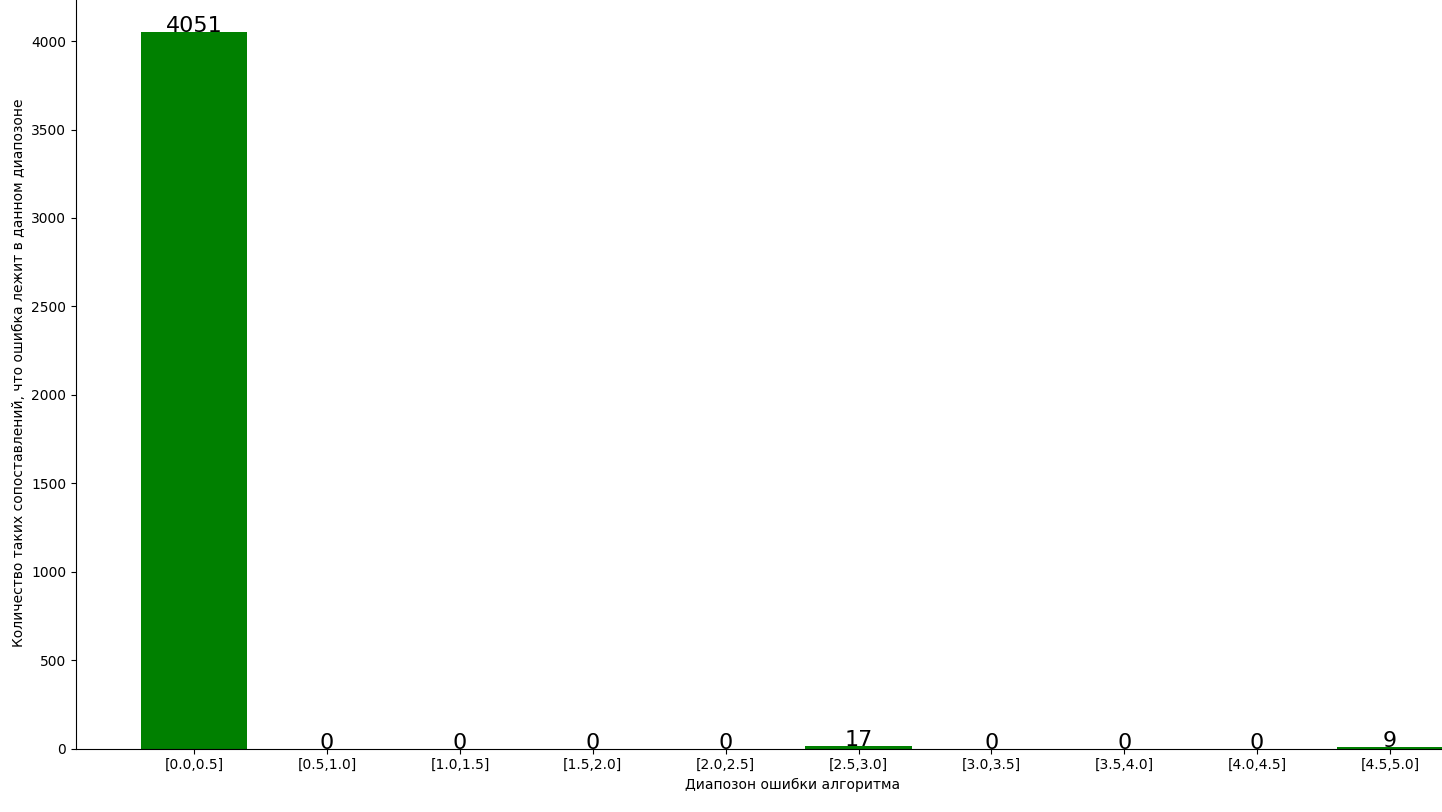 4051
4000
3500
3000
2500
2000
1500
1000
500
0
Количество таких сопоставлений, что ошибка лежит в данном диапозоне
0 0 0 0 17 0 0 0 9
[0.0,0.5] [0.5,1.0] [1.0,1.5] [1.5,2.0] [2.0,2.5] [2.5,3.0] [3.0,3.5] [3.5,4.0] [4.0,4.5] [4.5,5.0]
Диапозон ошибки алгоритма